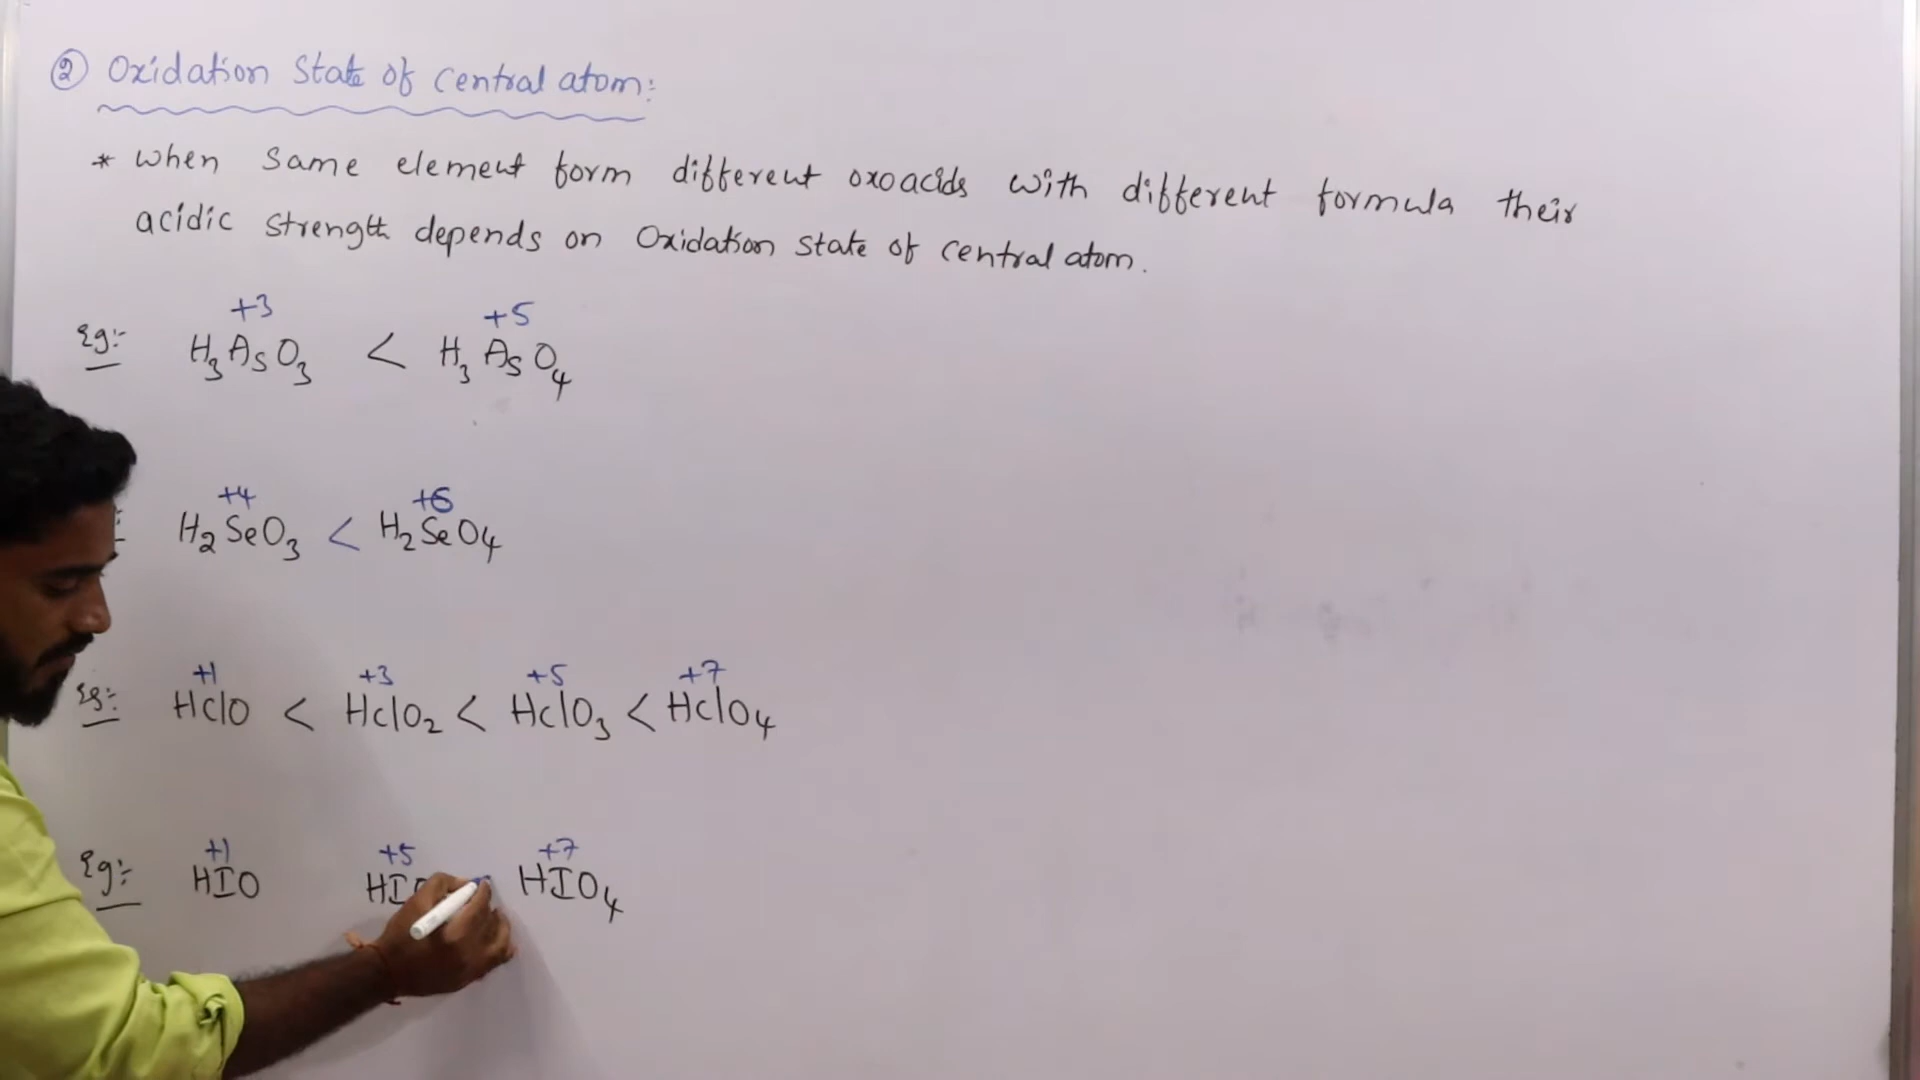 ② Oxidation State of Central atom:
* When Same element form different oxoacids with different formula their
acidic Strength depends on Oxidation state of Central atom.
+3 +5
Eg:- H₃AsO₃ < H₃AsO₄
+4 +6
H₂SeO₃ < H₂SeO₄
+1 +3 +5 +7
Eg:- HClO < HClO₂ < HClO₃ < HClO₄
+1 +5 +7
Eg:- HIO HIO₄